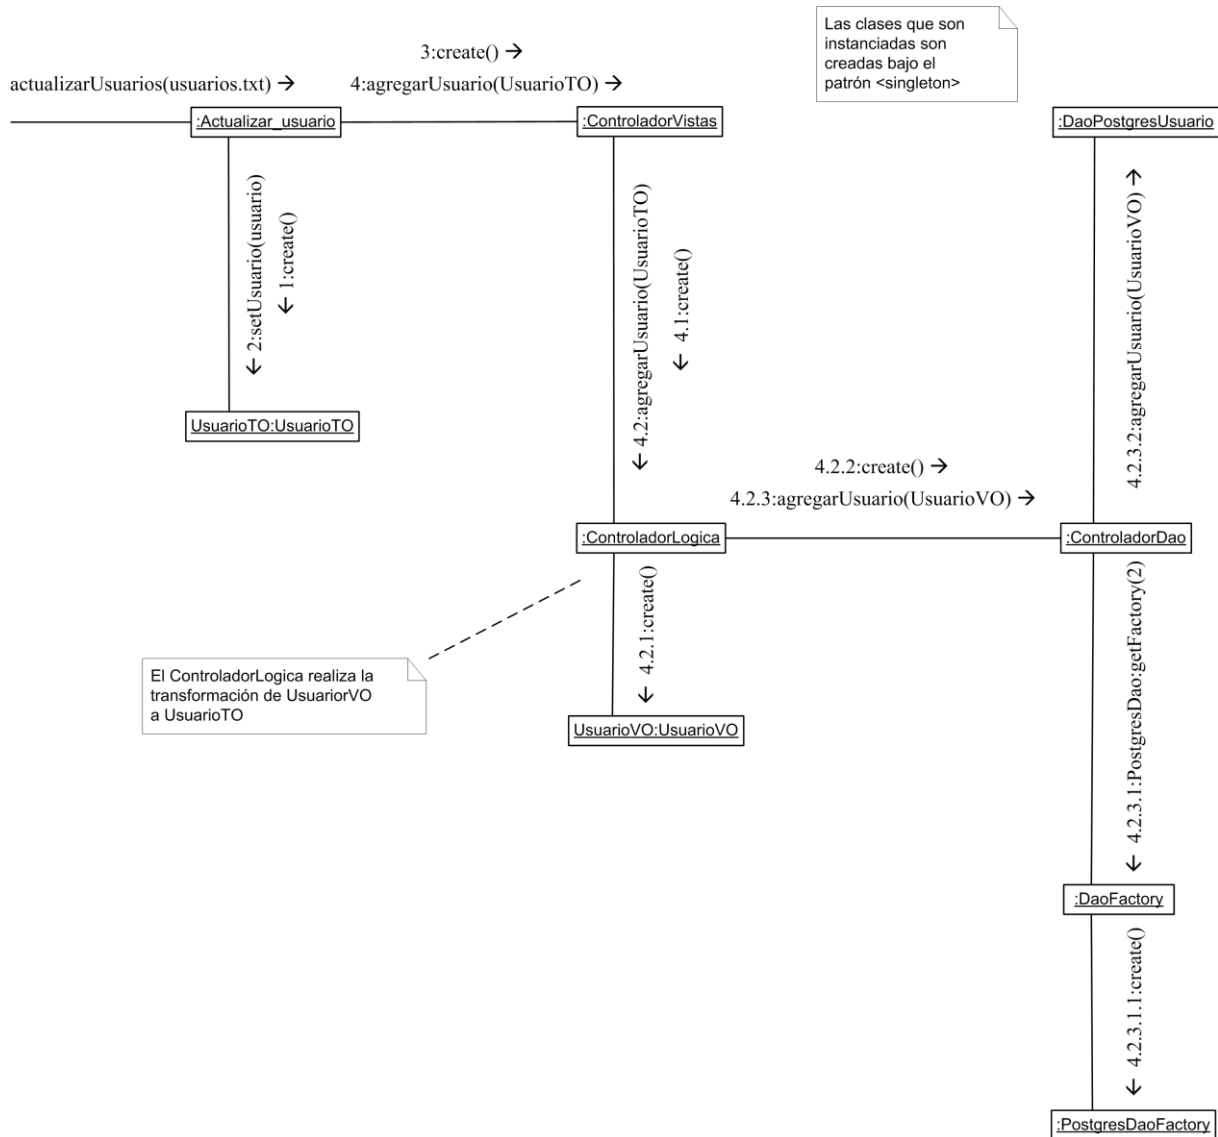 Las clases que son
instanciadas son
creadas bajo el
patrón <singleton>
3:create() →
actualizarUsuarios(usuarios.txt) →
4:agregarUsuario(UsuarioTO) →
:Actualizar_usuario
:ControladorVistas
:DaoPostgresUsuario
← 2:setUsuario(usuario)
← 1:create()
← 4.2:agregarUsuario(UsuarioTO)
← 4.1:create()
4.2.3.2:agregarUsuario(UsuarioVO) →
UsuarioTO:UsuarioTO
4.2.2:create() →
4.2.3:agregarUsuario(UsuarioVO) →
:ControladorLogica
:ControladorDao
← 4.2.1:create()
← 4.2.3.1:PostgresDao:getFactory(2)
El ControladorLogica realiza la
transformación de UsuariorVO
a UsuarioTO
UsuarioVO:UsuarioVO
:DaoFactory
← 4.2.3.1.1:create()
:PostgresDaoFactory